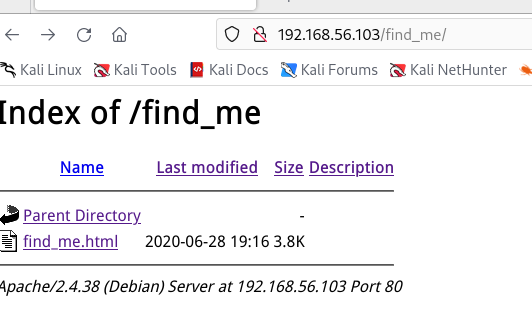 192.168.56.103/find_me/
Kali Linux Kali Tools Kali Docs Kali Forums Kali NetHunter
Index of /find_me
Name Last modified Size Description
Parent Directory -
find_me.html 2020-06-28 19:16 3.8K
Apache/2.4.38 (Debian) Server at 192.168.56.103 Port 80